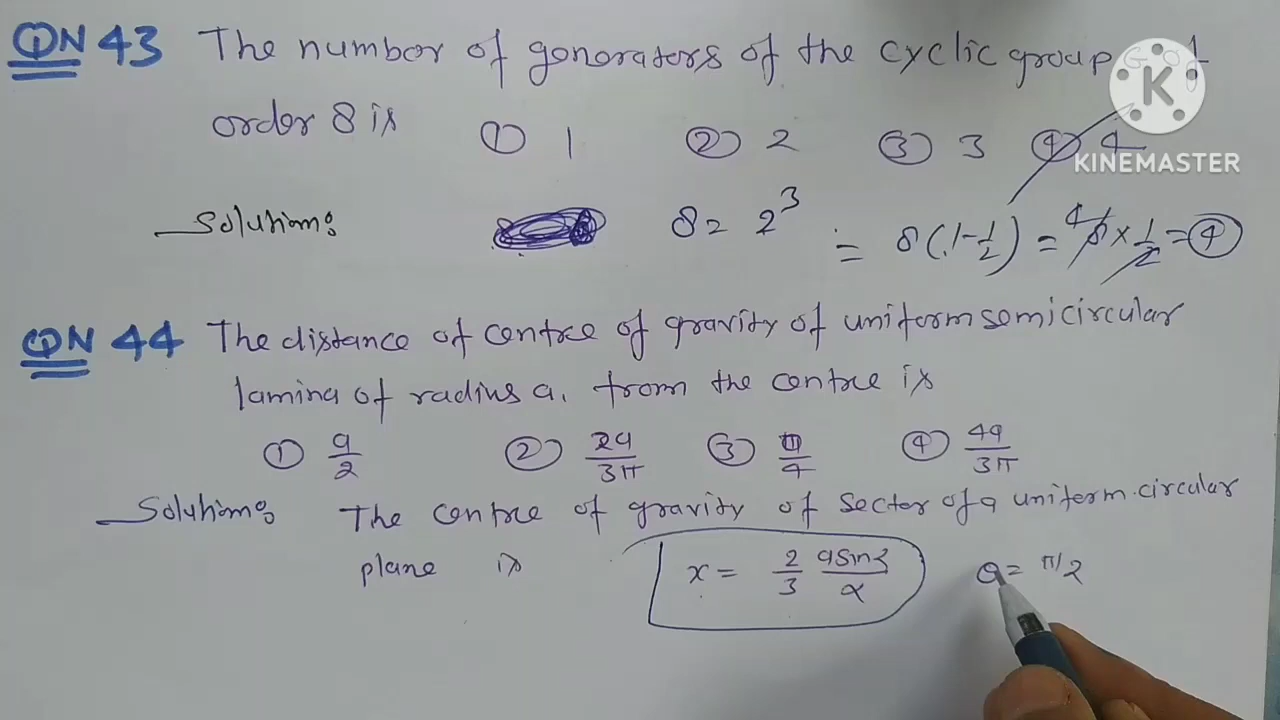 QN 43 The number of generators of the cyclic group G of
order 8 is ① 1 ② 2 ③ 3 ④ 4
KINEMASTER
Solution: 8 = 2³ = 8(1-1/2) = 8 × 1/2 = ④
QN 44 The distance of centre of gravity of uniform semicircular
lamina of radius a, from the centre is
① a/2 ② 2a/3π ③ π/4 ④ 4a/3π
Solution: The centre of gravity of sector of a uniform circular
plane is x = 2/3 a sin α/α = π/2